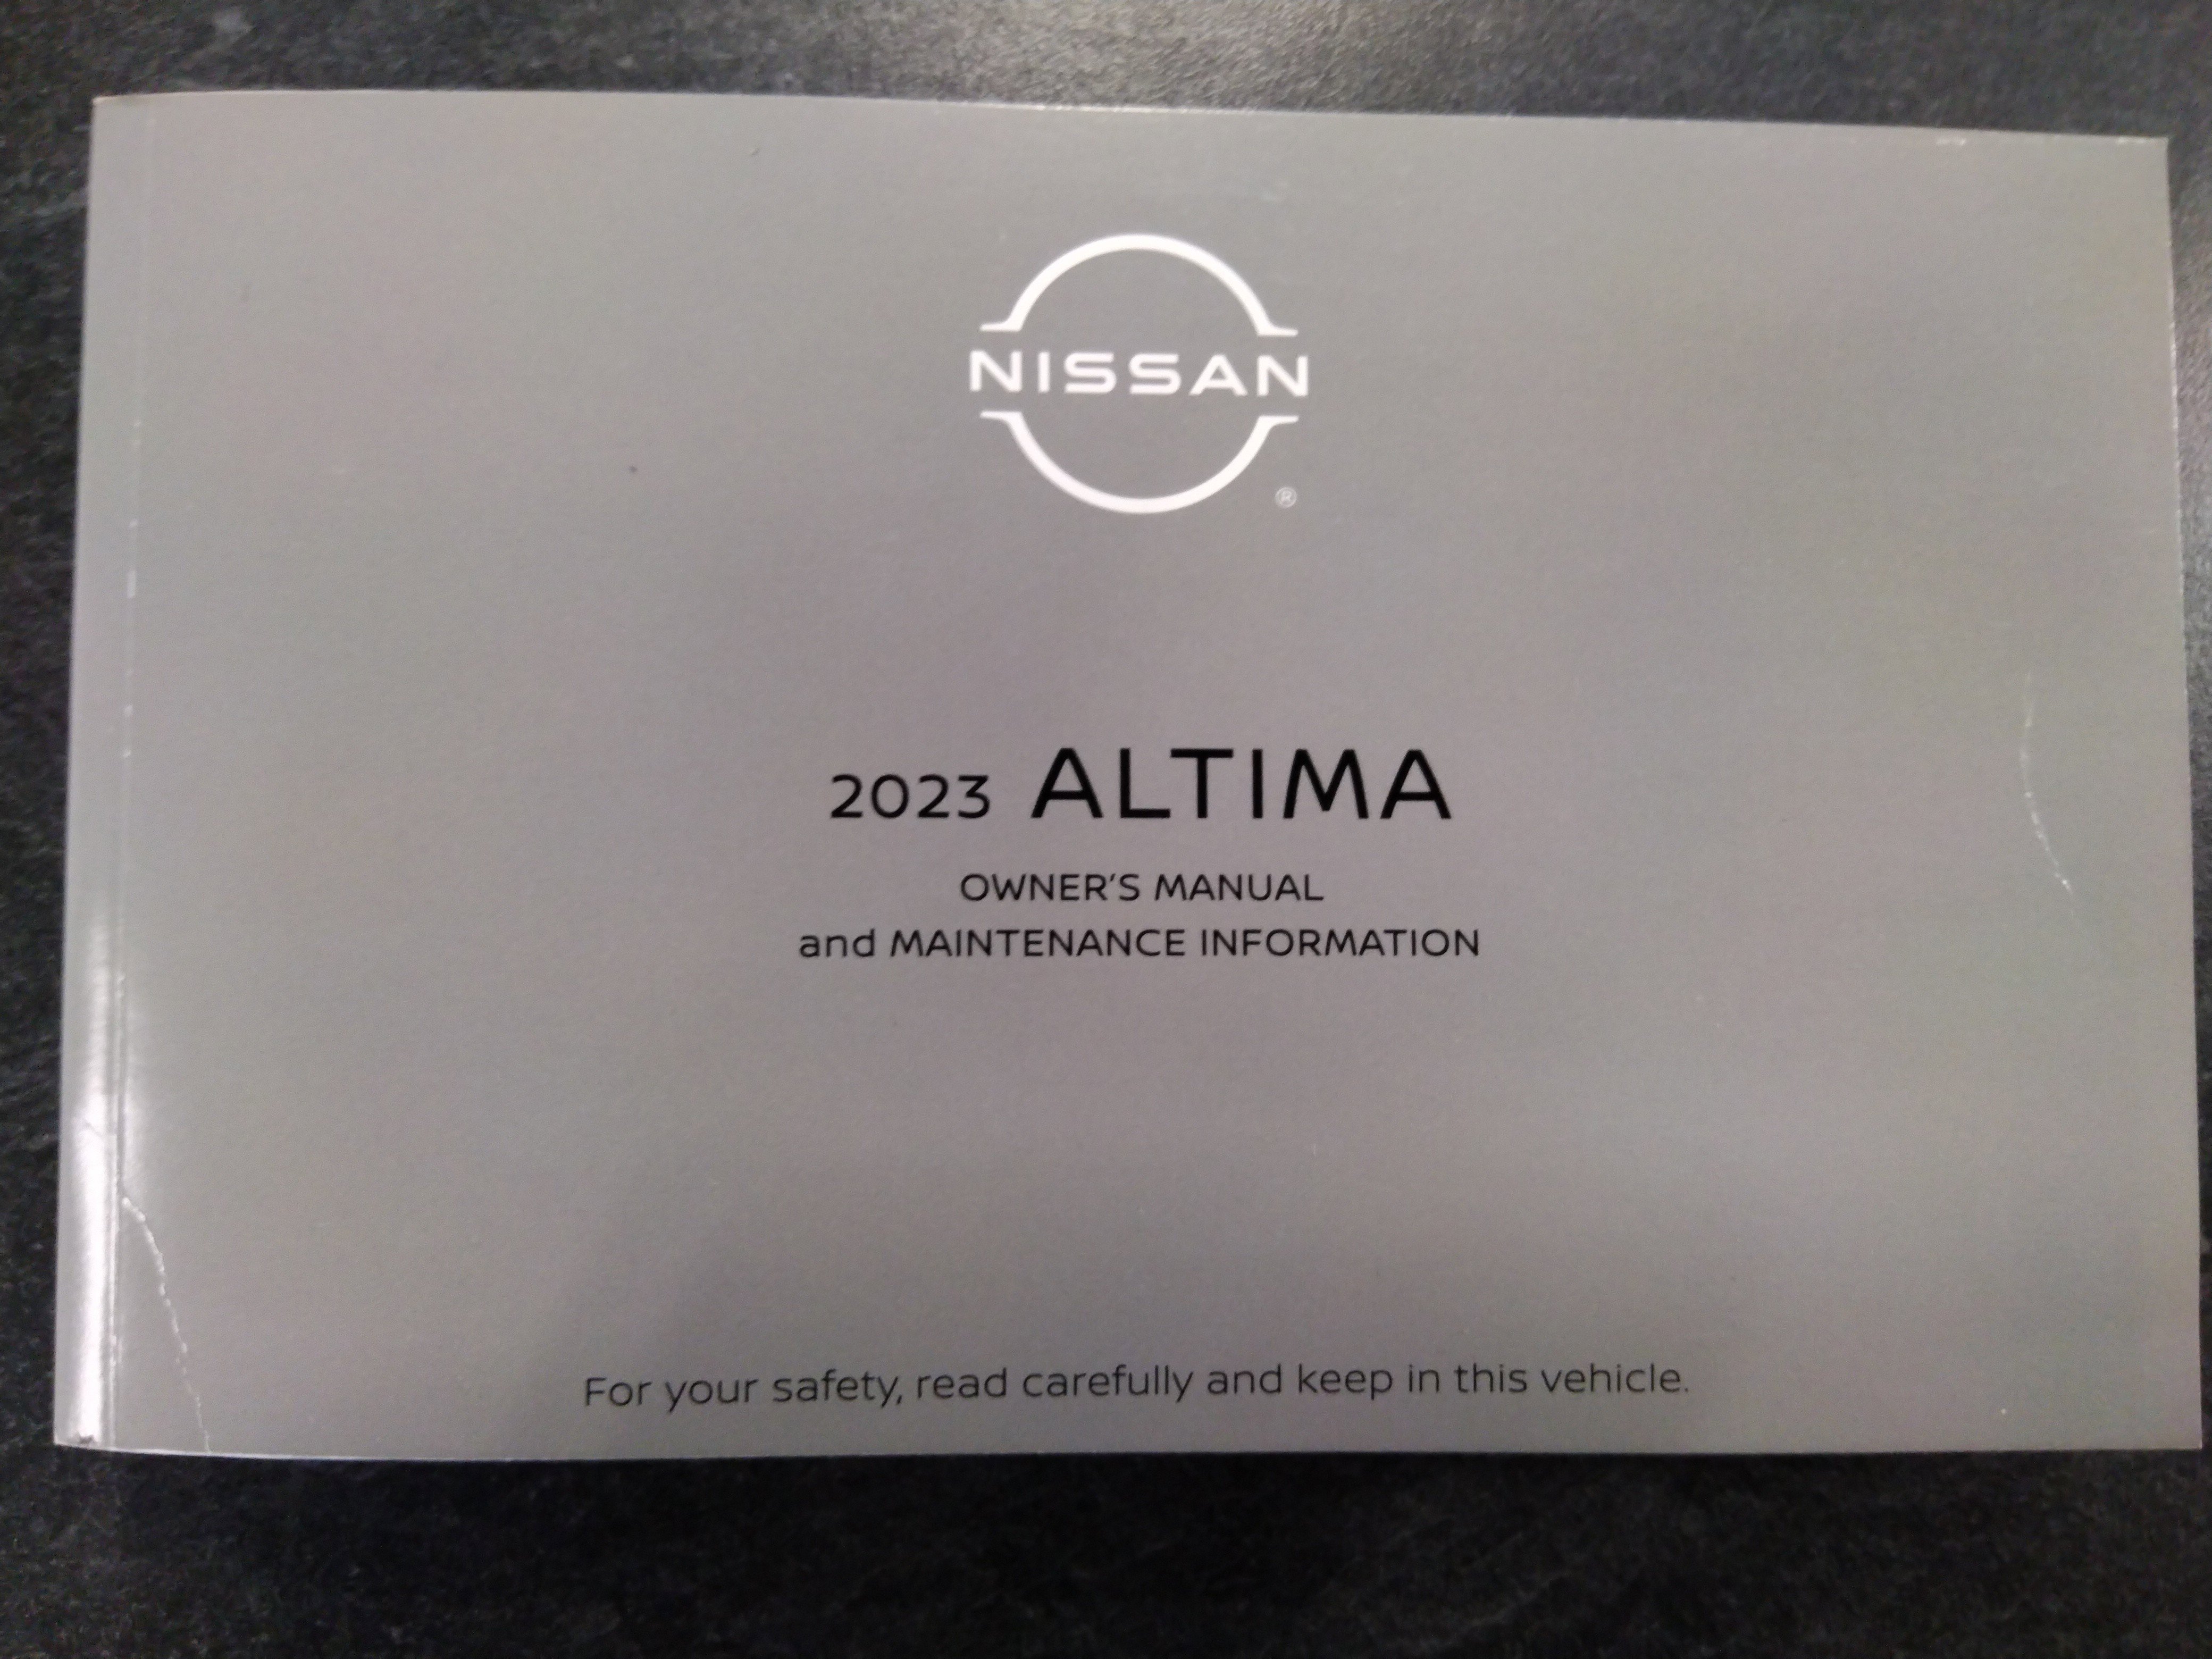 NISSAN
®
2023 ALTIMA
OWNER'S MANUAL
and MAINTENANCE INFORMATION
For your safety, read carefully and keep in this vehicle.